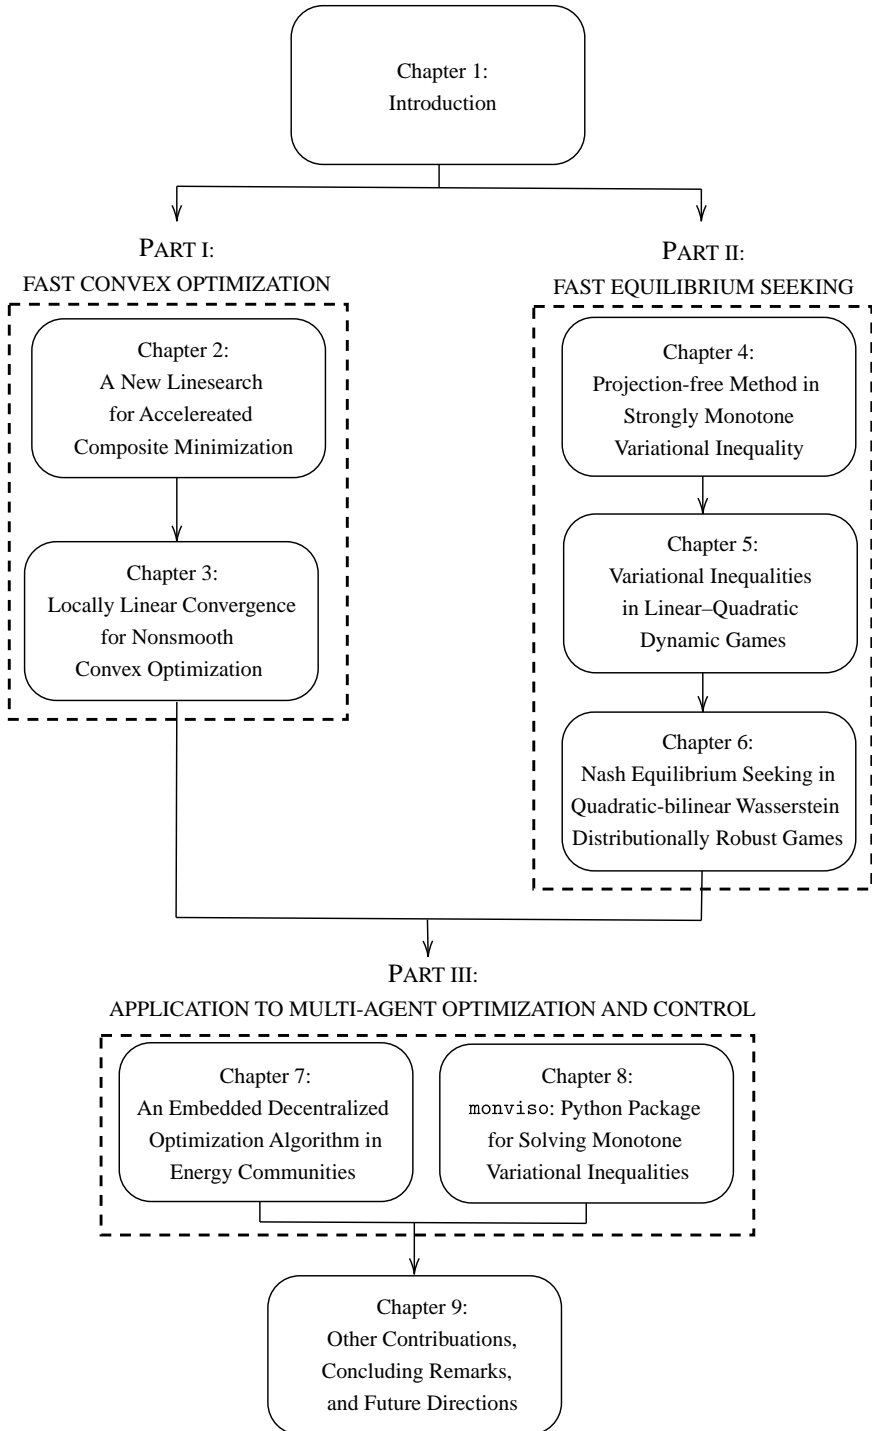 Chapter 1:
Introduction
PART I:
FAST CONVEX OPTIMIZATION
Chapter 2:
A New Linesearch
for Accelereated
Composite Minimization
Chapter 3:
Locally Linear Convergence
for Nonsmooth
Convex Optimization
PART II:
FAST EQUILIBRIUM SEEKING
Chapter 4:
Projection-free Method in
Strongly Monotone
Variational Inequality
Chapter 5:
Variational Inequalities
in Linear–Quadratic
Dynamic Games
Chapter 6:
Nash Equilibrium Seeking in
Quadratic-bilinear Wasserstein
Distributionally Robust Games
PART III:
APPLICATION TO MULTI-AGENT OPTIMIZATION AND CONTROL
Chapter 7:
An Embedded Decentralized
Optimization Algorithm in
Energy Communities
Chapter 8:
monviso: Python Package
for Solving Monotone
Variational Inequalities
Chapter 9:
Other Contribuations,
Concluding Remarks,
and Future Directions